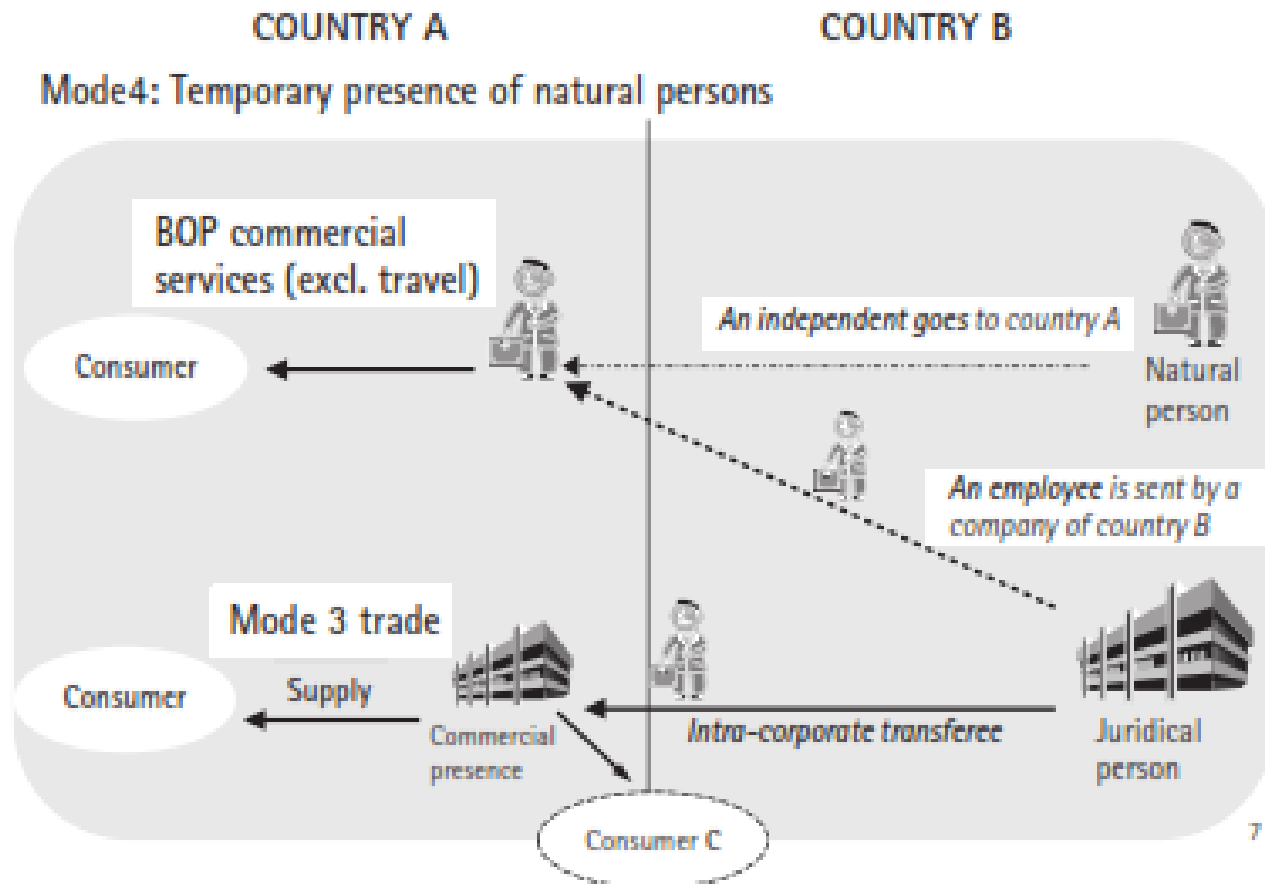 COUNTRY A
COUNTRY B
Mode4: Temporary presence of natural persons
BOP commercial
services (excl. travel)
An independent goes to country A
Consumer
Natural
person
An employee is sent by a
company of country B
Mode 3 trade
Consumer
Supply
Commercial
presence
Intra-corporate transferee
Juridical
person
Consumer C
7